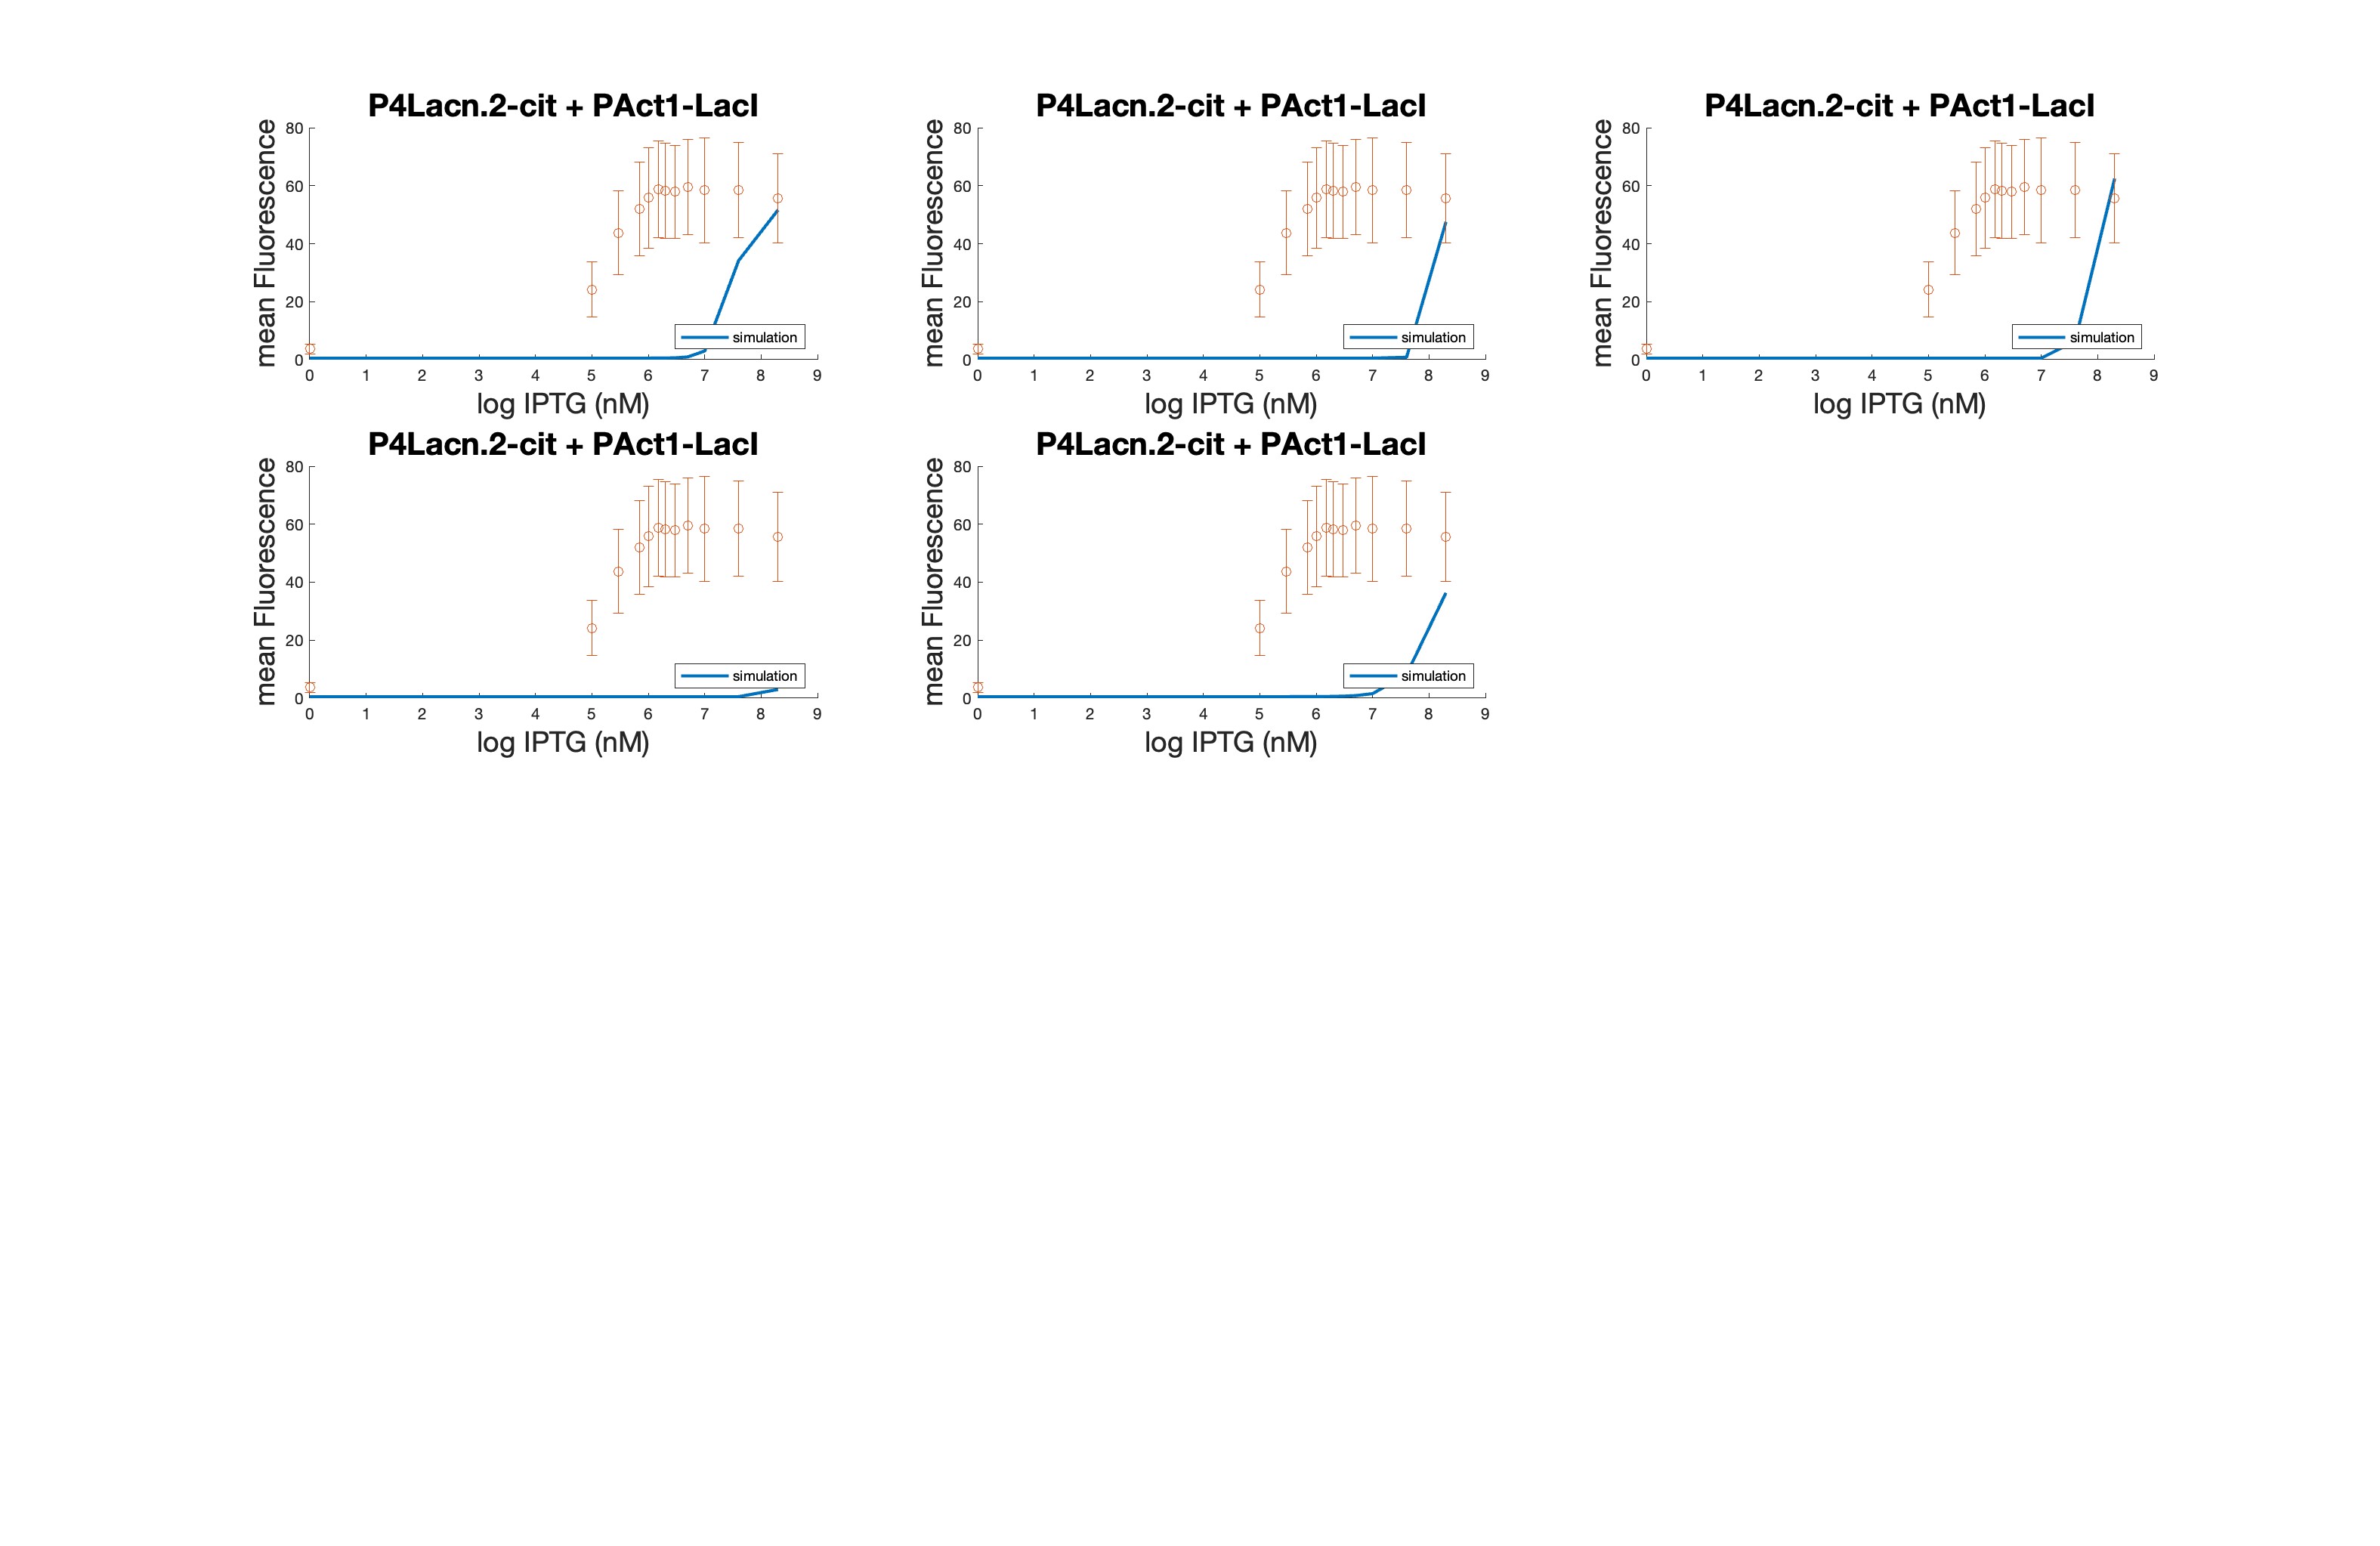 P4Lacn.2-cit + PAct1-LacI
mean Fluorescence
80
60
40
20
0
simulation
0 1 2 3 4 5 6 7 8 9
log IPTG (nM)
P4Lacn.2-cit + PAct1-LacI
mean Fluorescence
80
60
40
20
0
simulation
0 1 2 3 4 5 6 7 8 9
log IPTG (nM)
P4Lacn.2-cit + PAct1-LacI
mean Fluorescence
80
60
40
20
0
simulation
0 1 2 3 4 5 6 7 8 9
log IPTG (nM)
P4Lacn.2-cit + PAct1-LacI
mean Fluorescence
80
60
40
20
0
simulation
0 1 2 3 4 5 6 7 8 9
log IPTG (nM)
P4Lacn.2-cit + PAct1-LacI
mean Fluorescence
80
60
40
20
0
simulation
0 1 2 3 4 5 6 7 8 9
log IPTG (nM)